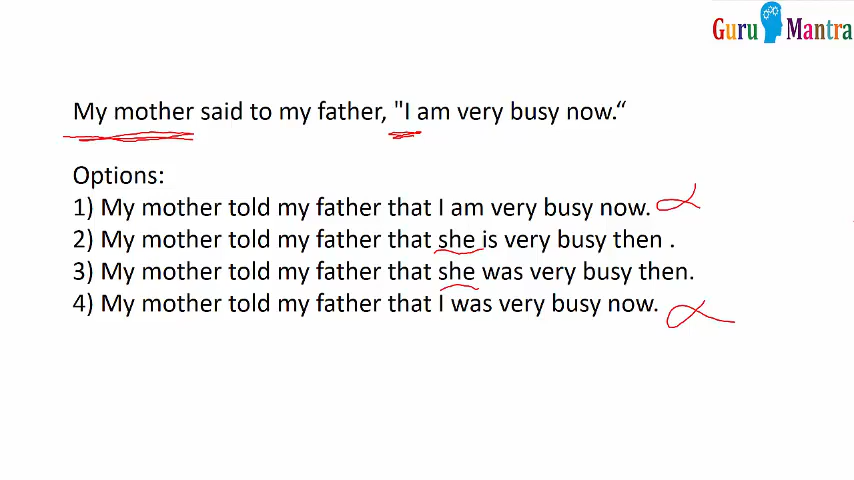 Guru Mantra
My mother said to my father, "I am very busy now.“
Options:
1) My mother told my father that I am very busy now.
2) My mother told my father that she is very busy then .
3) My mother told my father that she was very busy then.
4) My mother told my father that I was very busy now.